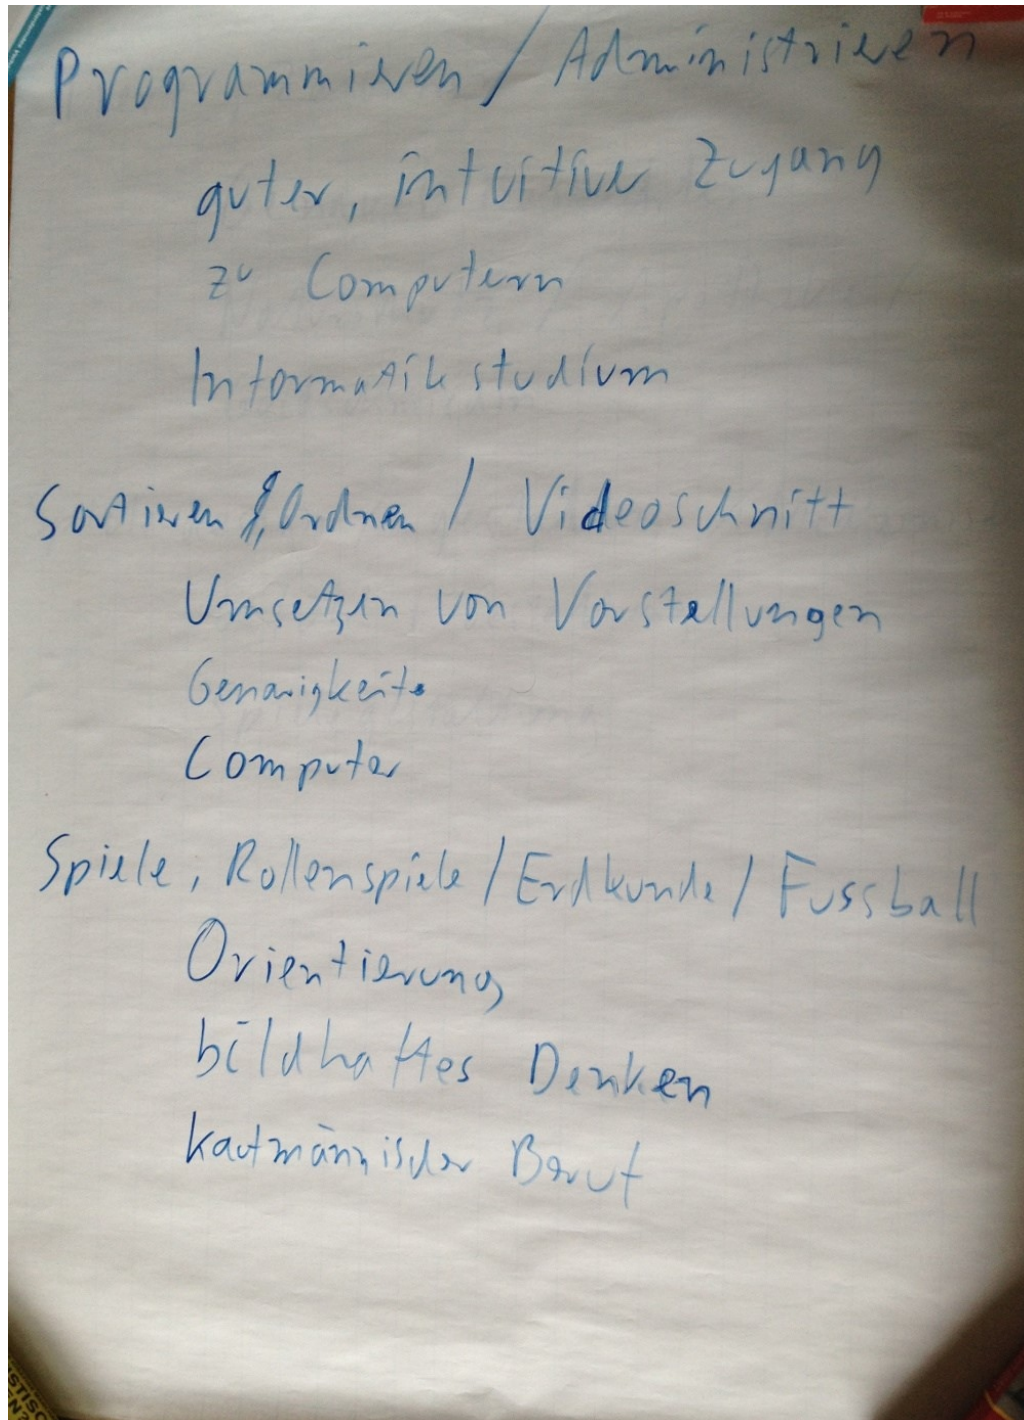 Programmieren / Administrieren
guter, intuitiver Zugang
zu Computern
Informatikstudium
Sortieren, Ordnen / Videoschnitt
Umsetzen von Vorstellungen
Genauigkeit
Computer
Spiele, Rollenspiele / Erdkunde / Fussball
Orientierung
bildhaftes Denken
kaufmännischer Beruf